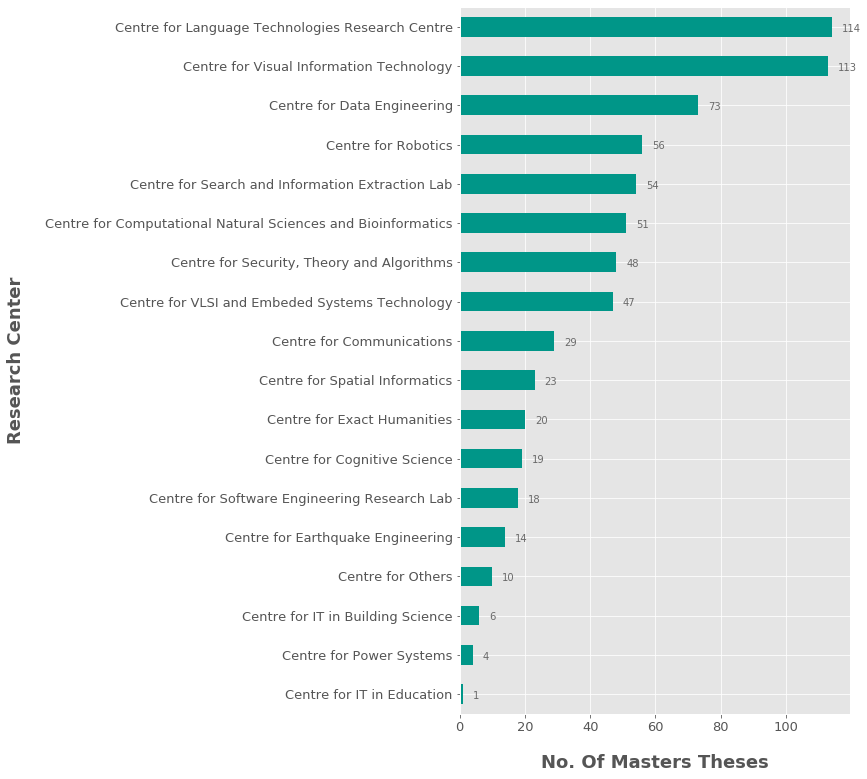 Research Center
Centre for Language Technologies Research Centre 114
Centre for Visual Information Technology 113
Centre for Data Engineering 73
Centre for Robotics 56
Centre for Search and Information Extraction Lab 54
Centre for Computational Natural Sciences and Bioinformatics 51
Centre for Security, Theory and Algorithms 48
Centre for VLSI and Embeded Systems Technology 47
Centre for Communications 29
Centre for Spatial Informatics 23
Centre for Exact Humanities 20
Centre for Cognitive Science 19
Centre for Software Engineering Research Lab 18
Centre for Earthquake Engineering 14
Centre for Others 10
Centre for IT in Building Science 6
Centre for Power Systems 4
Centre for IT in Education 1
0 20 40 60 80 100
No. Of Masters Theses